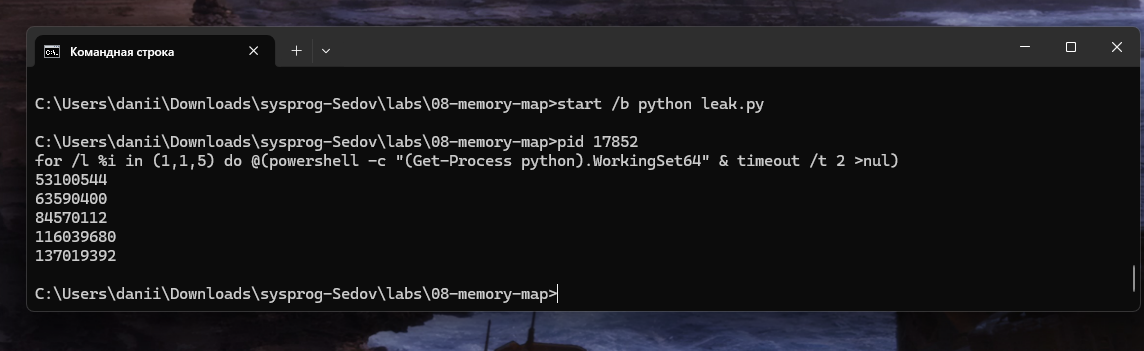 Командная строка
C:\Users\danii\Downloads\sysprog-Sedov\labs\08-memory-map>start /b python leak.py
C:\Users\danii\Downloads\sysprog-Sedov\labs\08-memory-map>pid 17852
for /l %i in (1,1,5) do @(powershell -c "(Get-Process python).WorkingSet64" & timeout /t 2 >nul)
53100544
63590400
84570112
116039680
137019392
C:\Users\danii\Downloads\sysprog-Sedov\labs\08-memory-map>